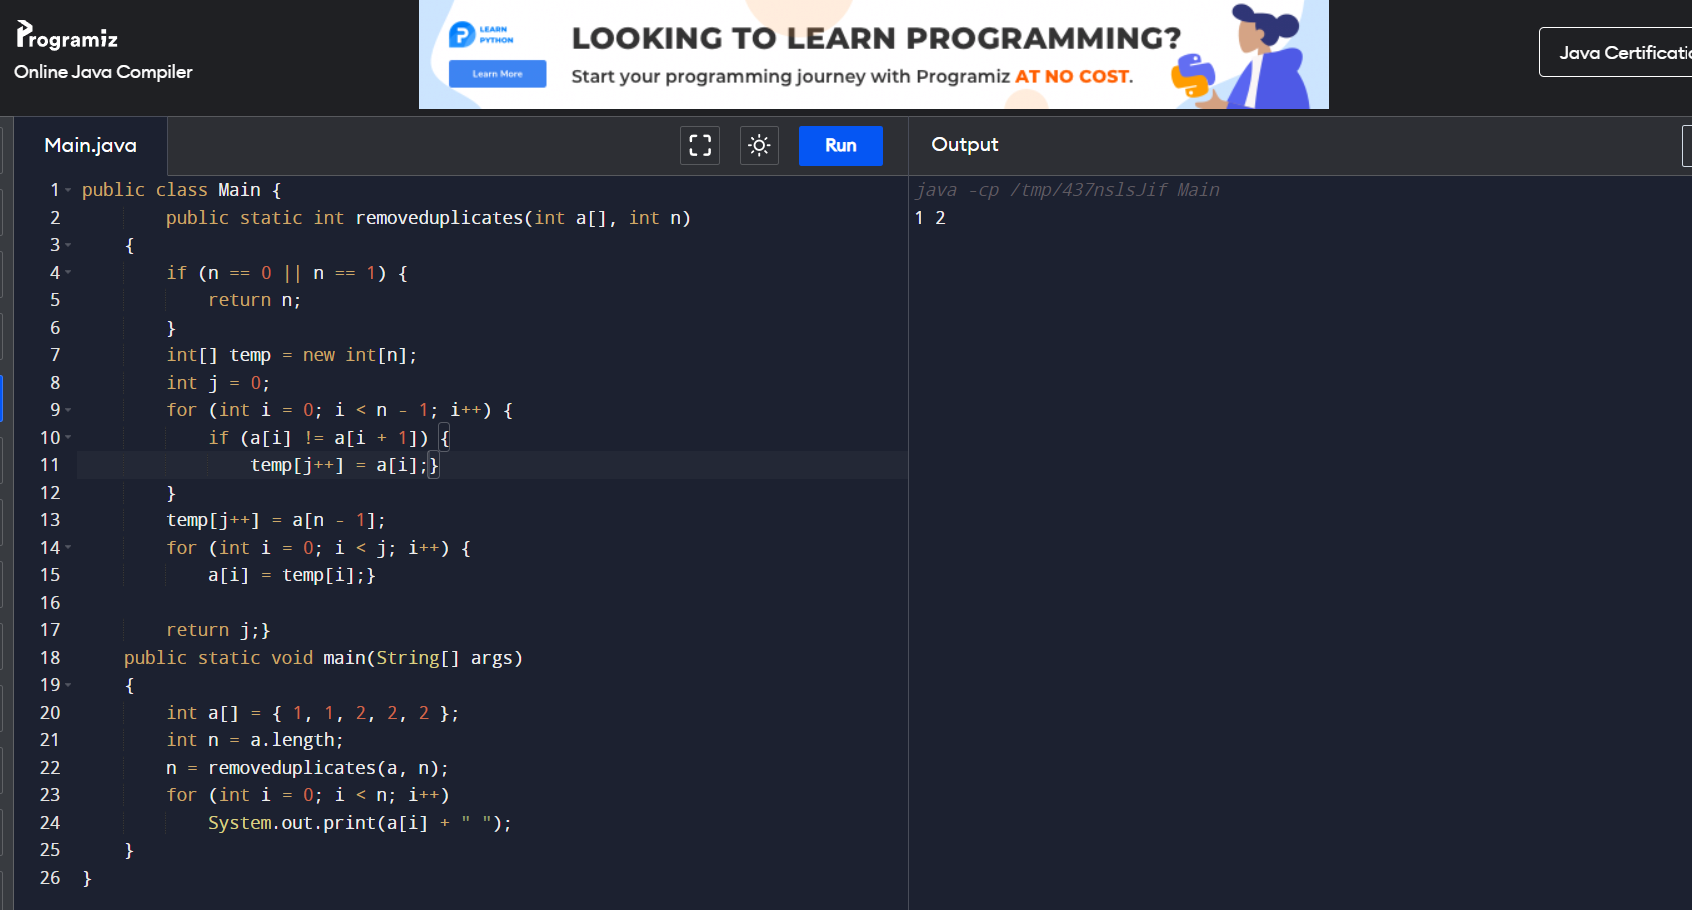 Programiz
Online Java Compiler
LEARN
PYTHON
Learn More
LOOKING TO LEARN PROGRAMMING?
Start your programming journey with Programiz AT NO COST.
Java
Main.java
Run
Output
1 public class Main {
2         public static int removeduplicates(int a[], int n)
3     {
4         if (n == 0 || n == 1) {
5             return n;
6         }
7         int[] temp = new int[n];
8         int j = 0;
9         for (int i = 0; i < n - 1; i++) {
10             if (a[i] != a[i + 1]) {
11                 temp[j++] = a[i];}
12         }
13         temp[j++] = a[n - 1];
14         for (int i = 0; i < j; i++) {
15             a[i] = temp[i];}
16
17         return j;}
18     public static void main(String[] args)
19     {
20         int a[] = { 1, 1, 2, 2, 2 };
21         int n = a.length;
22         n = removeduplicates(a, n);
23         for (int i = 0; i < n; i++)
24             System.out.print(a[i] + " ");
25     }
26 }
java -cp /tmp/437nslsJif Main
1 2